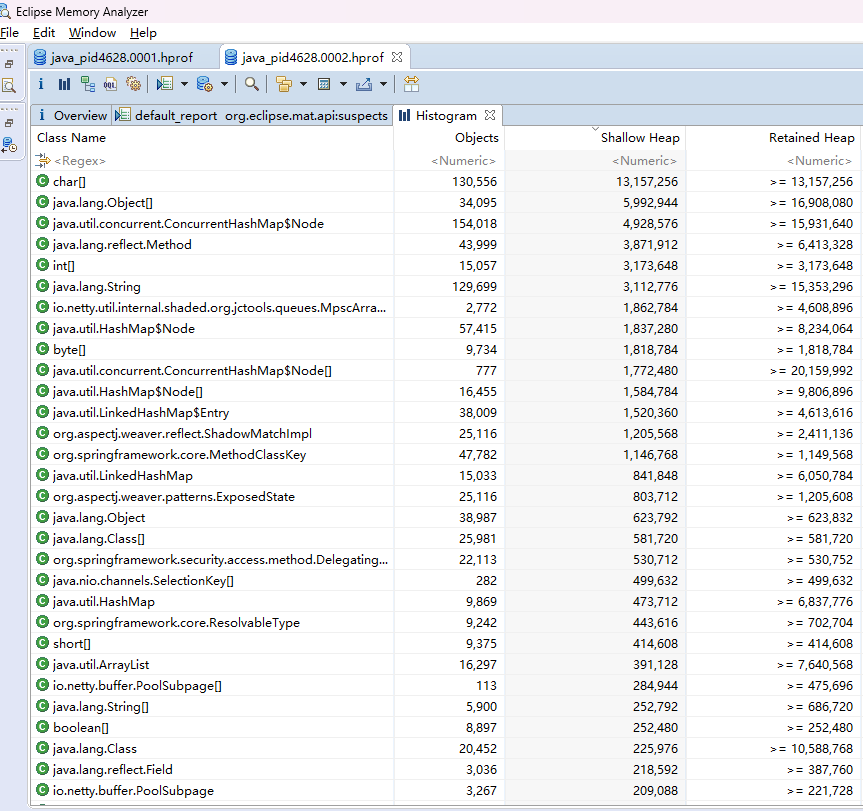 Eclipse Memory Analyzer
File Edit Window Help
java_pid4628.0001.hprof java_pid4628.0002.hprof
i OQL
i Overview default_report org.eclipse.mat.api:suspects Histogram
Class Name Objects Shallow Heap Retained Heap
<Regex> <Numeric> <Numeric> <Numeric>
char[] 130,556 13,157,256 >= 13,157,256
java.lang.Object[] 34,095 5,992,944 >= 16,908,080
java.util.concurrent.ConcurrentHashMap$Node 154,018 4,928,576 >= 15,931,640
java.lang.reflect.Method 43,999 3,871,912 >= 6,413,328
int[] 15,057 3,173,648 >= 3,173,648
java.lang.String 129,699 3,112,776 >= 15,353,296
io.netty.util.internal.shaded.org.jctools.queues.MpscArra... 2,772 1,862,784 >= 4,608,896
java.util.HashMap$Node 57,415 1,837,280 >= 8,234,064
byte[] 9,734 1,818,784 >= 1,818,784
java.util.concurrent.ConcurrentHashMap$Node[] 777 1,772,480 >= 20,159,992
java.util.HashMap$Node[] 16,455 1,584,784 >= 9,806,896
java.util.LinkedHashMap$Entry 38,009 1,520,360 >= 4,613,616
org.aspectj.weaver.reflect.ShadowMatchImpl 25,116 1,205,568 >= 2,411,136
org.springframework.core.MethodClassKey 47,782 1,146,768 >= 1,149,568
java.util.LinkedHashMap 15,033 841,848 >= 6,050,784
org.aspectj.weaver.patterns.ExposedState 25,116 803,712 >= 1,205,608
java.lang.Object 38,987 623,792 >= 623,832
java.lang.Class[] 25,981 581,720 >= 581,720
org.springframework.security.access.method.Delegating... 22,113 530,712 >= 530,752
java.nio.channels.SelectionKey[] 282 499,632 >= 499,632
java.util.HashMap 9,869 473,712 >= 6,837,776
org.springframework.core.ResolvableType 9,242 443,616 >= 702,704
short[] 9,375 414,608 >= 414,608
java.util.ArrayList 16,297 391,128 >= 7,640,568
io.netty.buffer.PoolSubpage[] 113 284,944 >= 475,696
java.lang.String[] 5,900 252,792 >= 686,720
boolean[] 8,897 252,480 >= 252,480
java.lang.Class 20,452 225,976 >= 10,588,768
java.lang.reflect.Field 3,036 218,592 >= 387,760
io.netty.buffer.PoolSubpage 3,267 209,088 >= 221,728